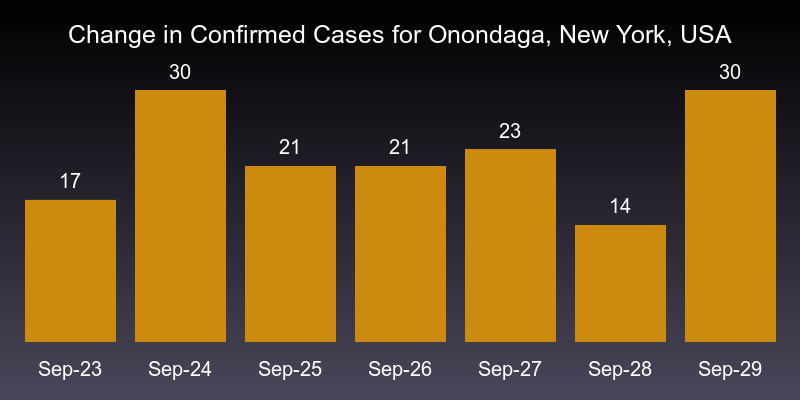 Change in Confirmed Cases for Onondaga, New York, USA
17
30
21
21
23
14
30
Sep-23
Sep-24
Sep-25
Sep-26
Sep-27
Sep-28
Sep-29